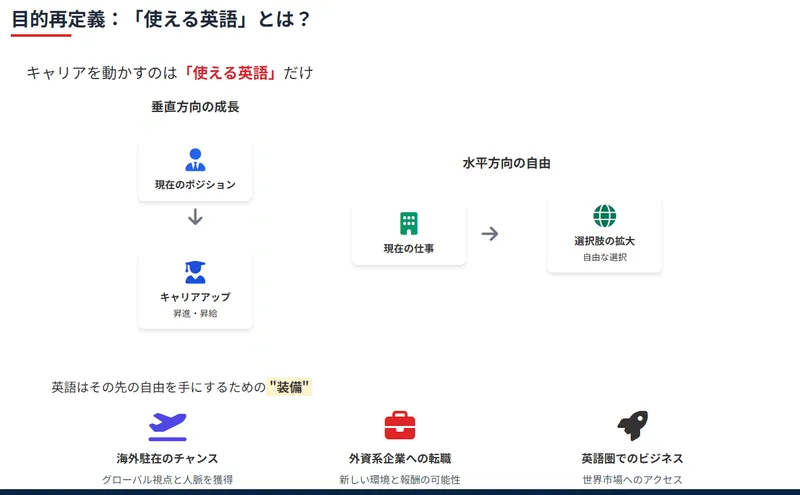 目的再定義：「使える英語」とは？
キャリアを動かすのは「使える英語」だけ
垂直方向の成長
現在のポジション
キャリアアップ
昇進・昇給
水平方向の自由
現在の仕事
選択肢の拡大
自由な選択
英語はその先の自由を手にするための"装備"
海外駐在のチャンス
グローバル視点と人脈を獲得
外資系企業への転職
新しい環境と報酬の可能性
英語圏でのビジネス
世界市場へのアクセス